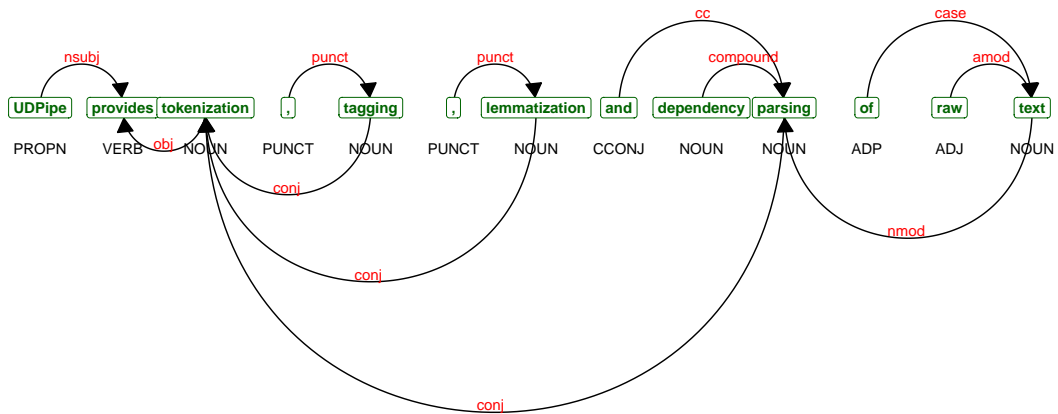 cc case
nsubj punct punct compound amod
UDPipe provides tokenization , tagging , lemmatization and dependency parsing of raw text
obj
PROPN VERB NOUN PUNCT NOUN PUNCT NOUN CCONJ NOUN NOUN ADP ADJ NOUN
conj
nmod
conj
conj